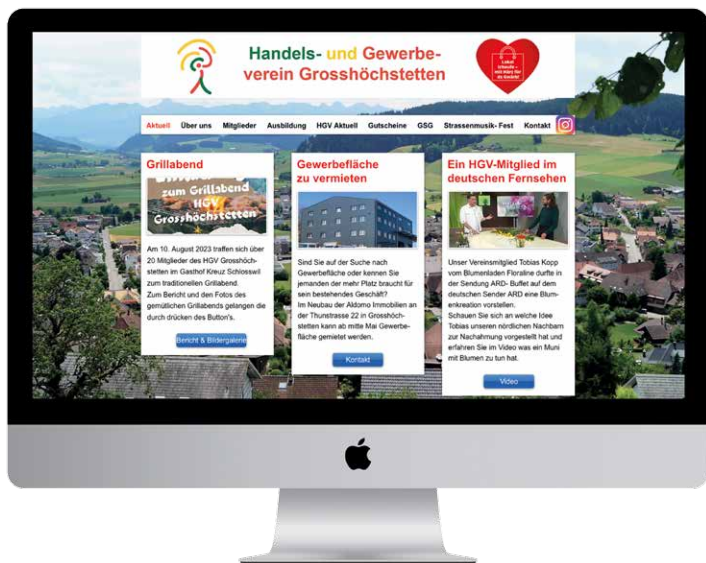 Handels- und Gewerbe-
verein Grosshöchstetten
Lokal
Aktuell
Über uns
Mitglieder
Ausbildung
HGV Aktuell
Gutscheine
GSG
Strassenmusik- Fest
Kontakt
Grillabend
zum Grillabend
HGV
Grosshöchstetten
Am 10. August 2023 traffen sich über
20 Mitglieder des HGV Grosshöch-
stetten im Gasthof Kreuz Schlosswil
zum traditionellen Grillabend.
Zum Bericht und den Fotos des
gemütlichen Grillabends gelangen die
durch drücken des Button's.
Bericht & Bildergalerie
Gewerbefläche
zu vermieten
Sind Sie auf der Suche nach
Gewerbefläche oder kennen Sie
jemanden der mehr Platz braucht für
sein bestehendes Geschäft?
Im Neubau der Aldomo Immobilien an
der Thunstrasse 22 in Grosshöch-
stetten kann ab mitte Mai Gewerbe-
fläche gemietet werden.
Kontakt
Ein HGV-Mitglied im
deutschen Fernsehen
Unser Vereinsmitglied Tobias Kopp
vom Blumenladen Floraline durfte in
der Sendung ARD- Buffet auf dem
deutschen Sender ARD eine Blum-
enkreation vorstellen.
Schauen Sie sich an welche Idee
Tobias unseren nördlichen Nachbarn
zur Nachahmung vorgestellt hat und
erfahren Sie im Video was ein Muni
mit Blumen zu tun hat.
Video